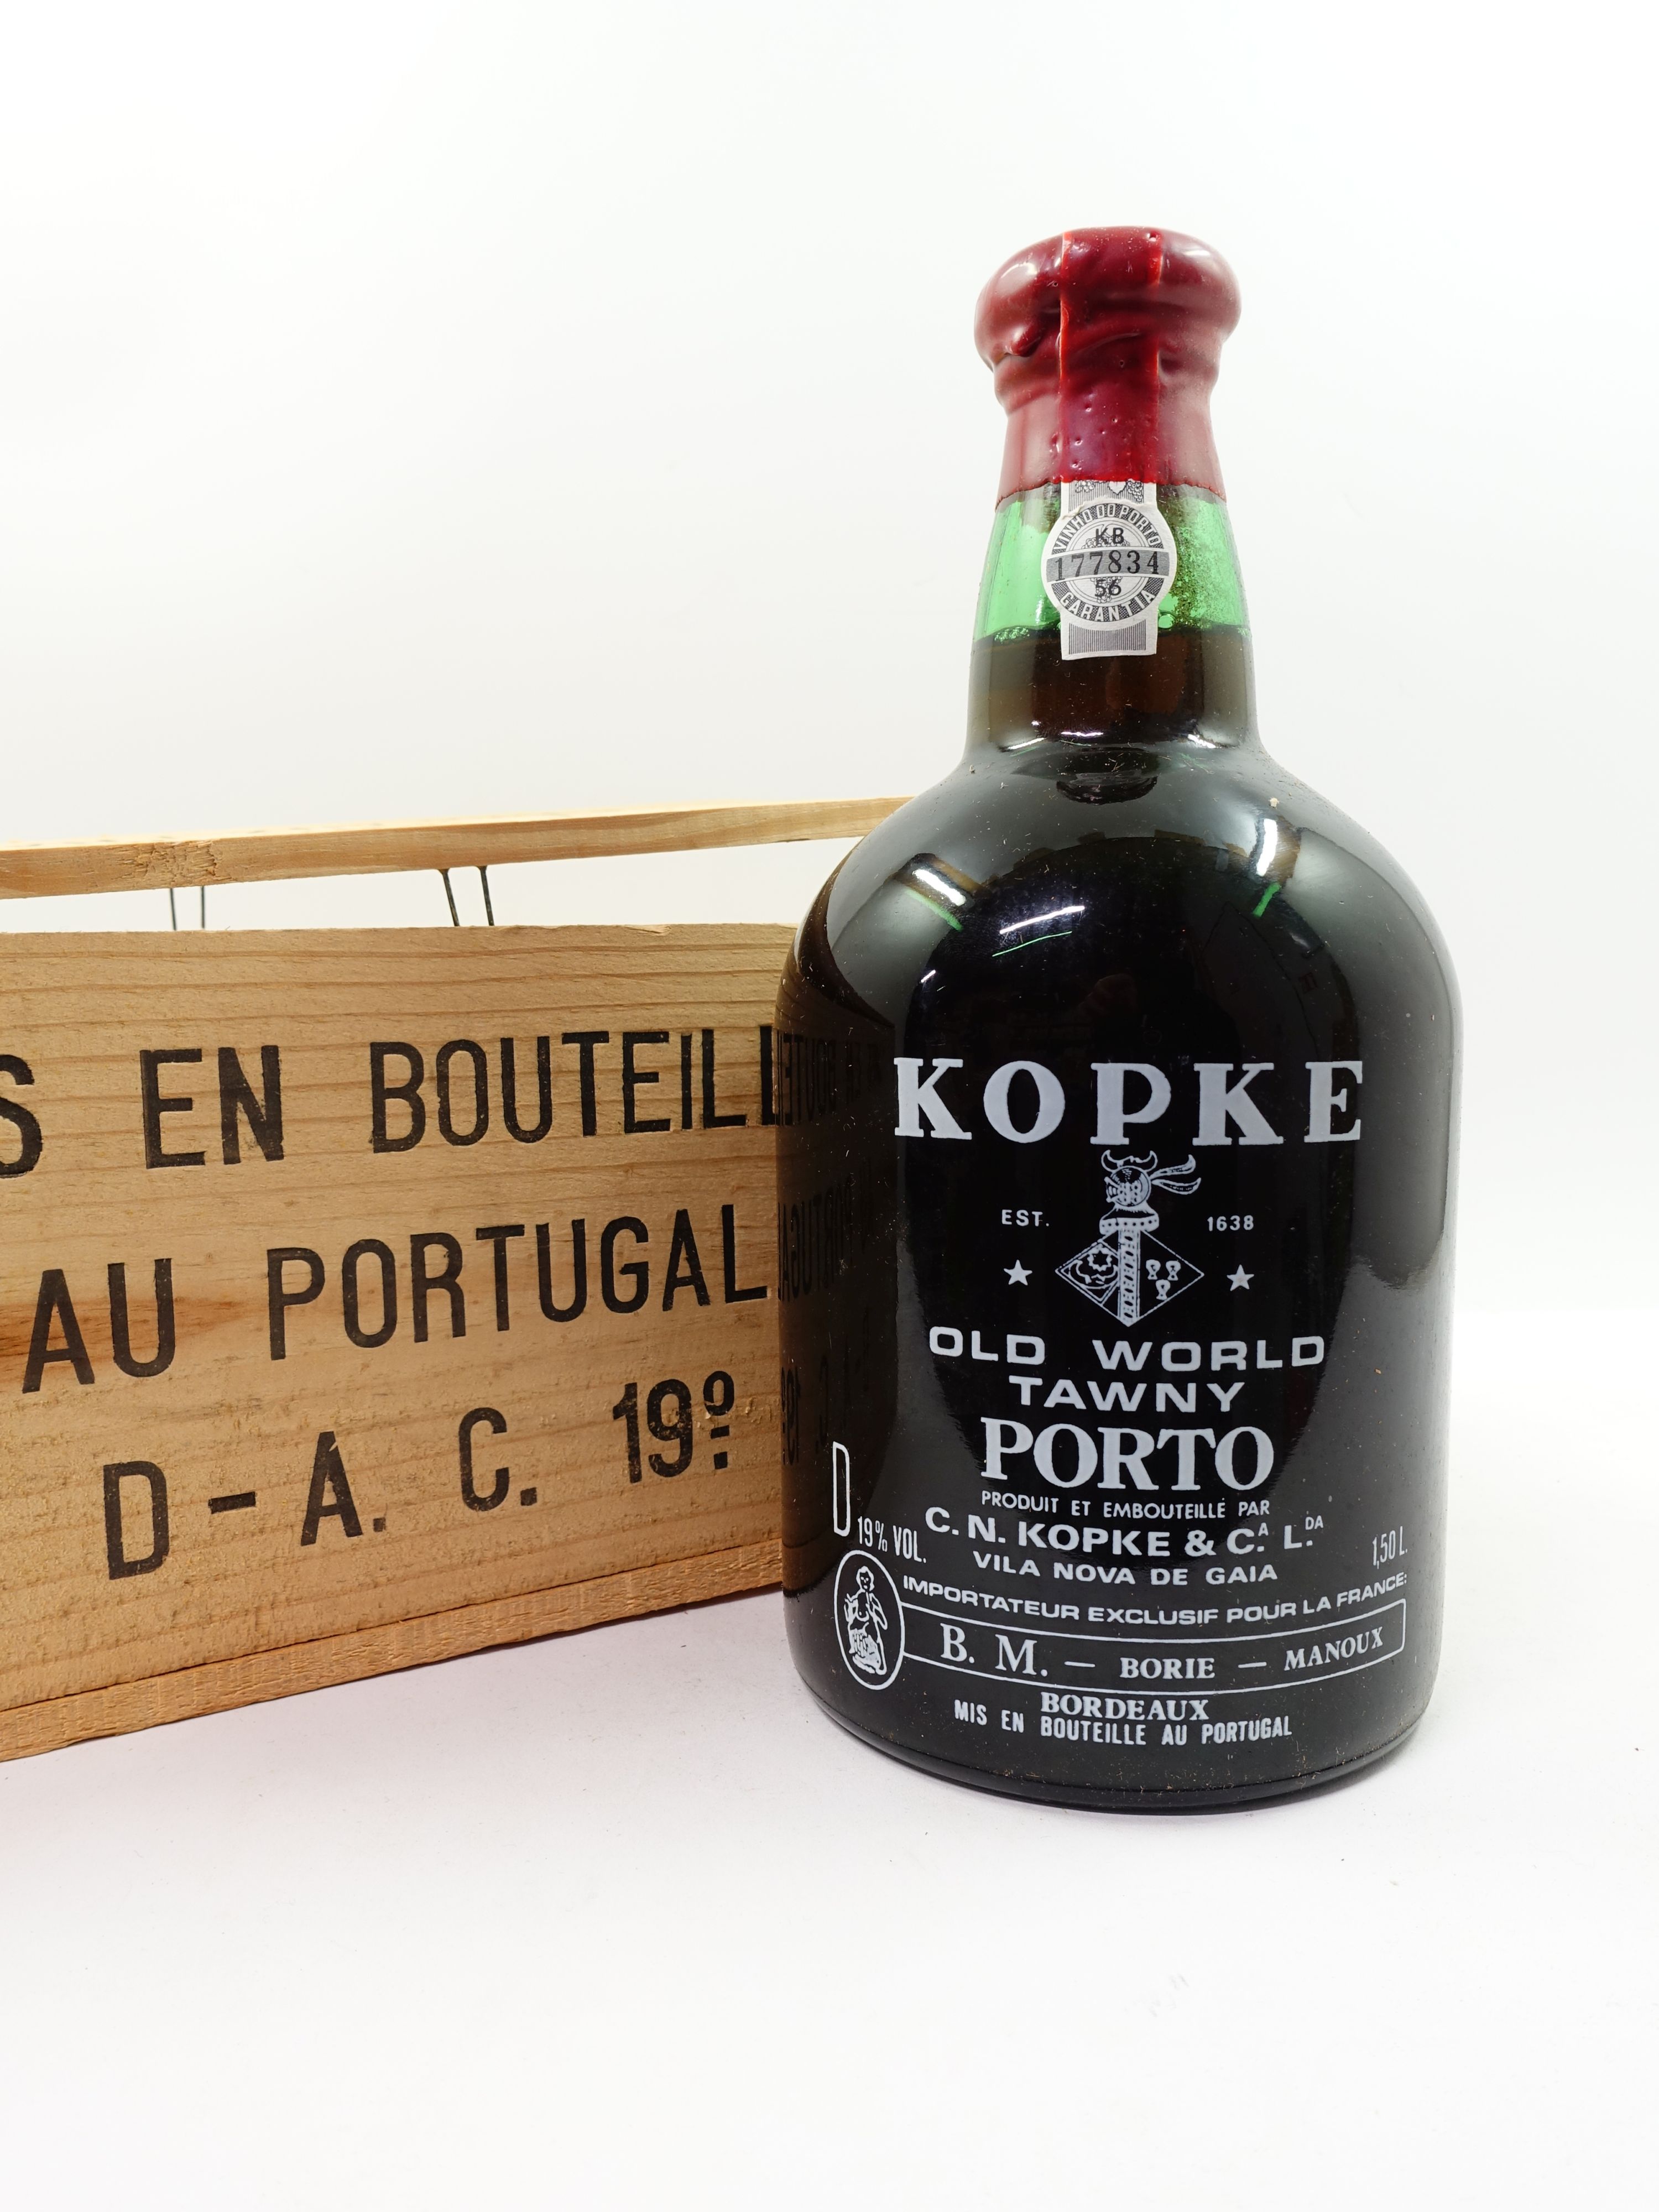 S EN BOUTEILL
AU PORTUGAL
D-A. C. 19º
VINHO DO PORTO
KB
177834
56
GARANTIA
KOPKE
EST. 1638
OLD WORLD
TAWNY
PORTO
PRODUIT ET EMBOUTEILLÉ PAR
C. N. KOPKE & Cᴬ. Lᴰᴬ.
VILA NOVA DE GAIA
D
19% VOL.
1,50 L.
IMPORTATEUR EXCLUSIF POUR LA FRANCE:
B. M. — BORIE — MANOUX
BORDEAUX
MIS EN BOUTEILLE AU PORTUGAL